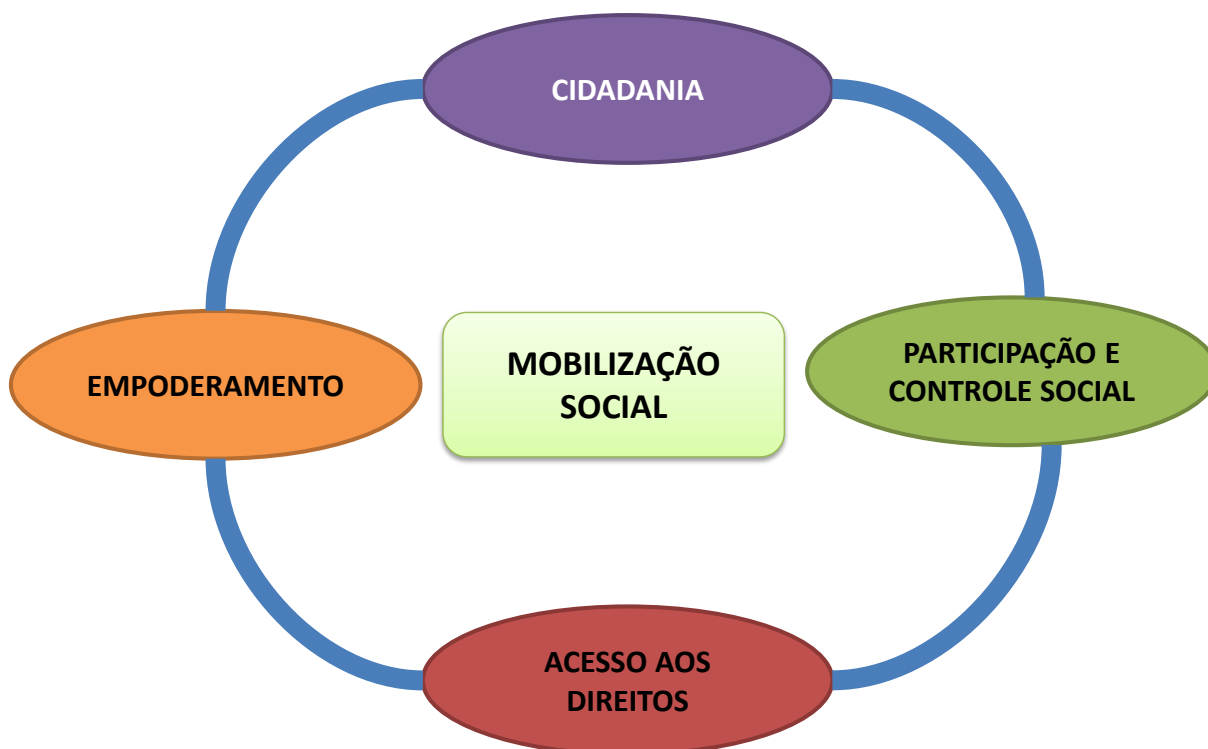 CIDADANIA
EMPODERAMENTO
MOBILIZAÇÃO
SOCIAL
PARTICIPAÇÃO E
CONTROLE SOCIAL
ACESSO AOS
DIREITOS